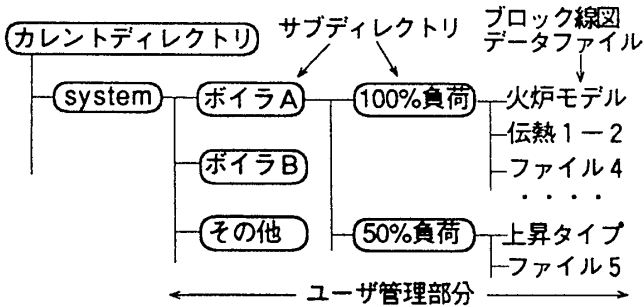 ブロック線図
サブディレクトリ データファイル
カレントディレクトリ
system ボイラA 100%負荷 火炉モデル
伝熱1-2
ボイラB ファイル4
・・・・
その他 50%負荷 上昇タイプ
ファイル5
ユーザ管理部分